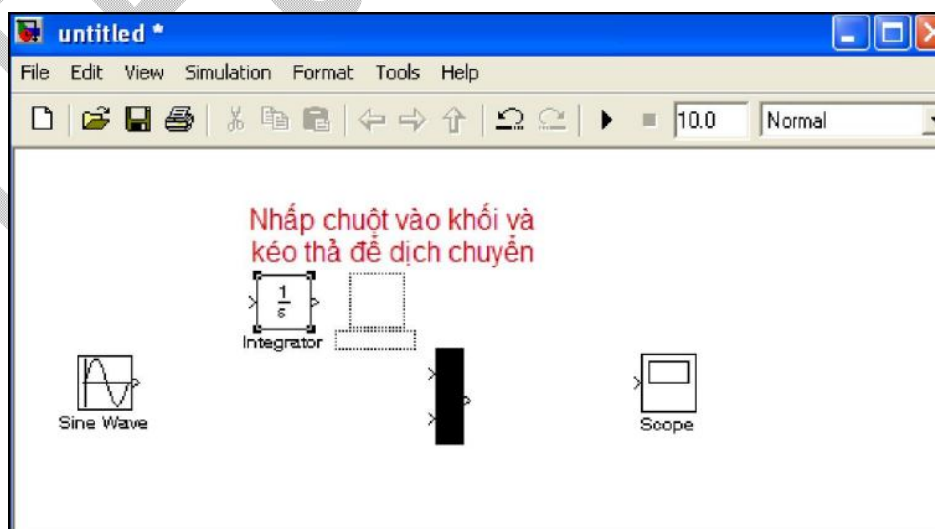 untitled *
File Edit View Simulation Format Tools Help
10.0 Normal
Nhấp chuột vào khối và
kéo thả để dịch chuyển
1
s
Integrator
Sine Wave
Scope